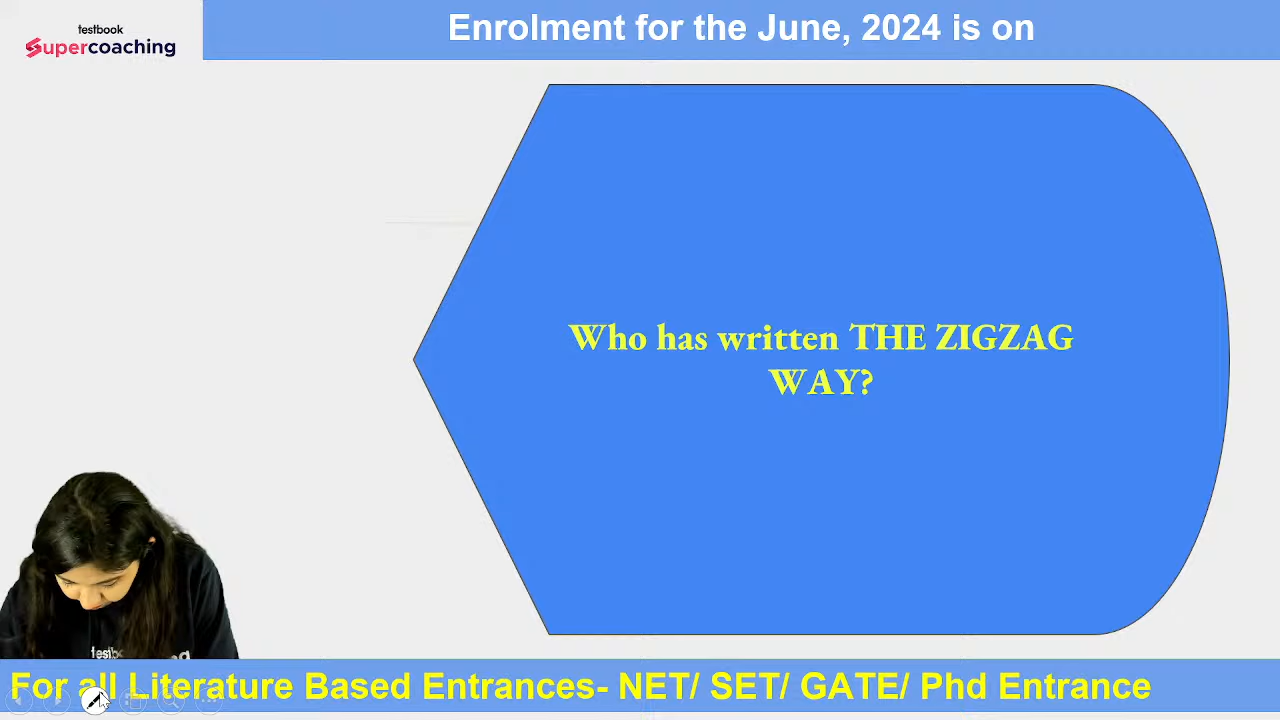 testbook
Supercoaching
Enrolment for the June, 2024 is on
Who has written THE ZIGZAG
WAY?
For all Literature Based Entrances- NET/ SET/ GATE/ Phd Entrance